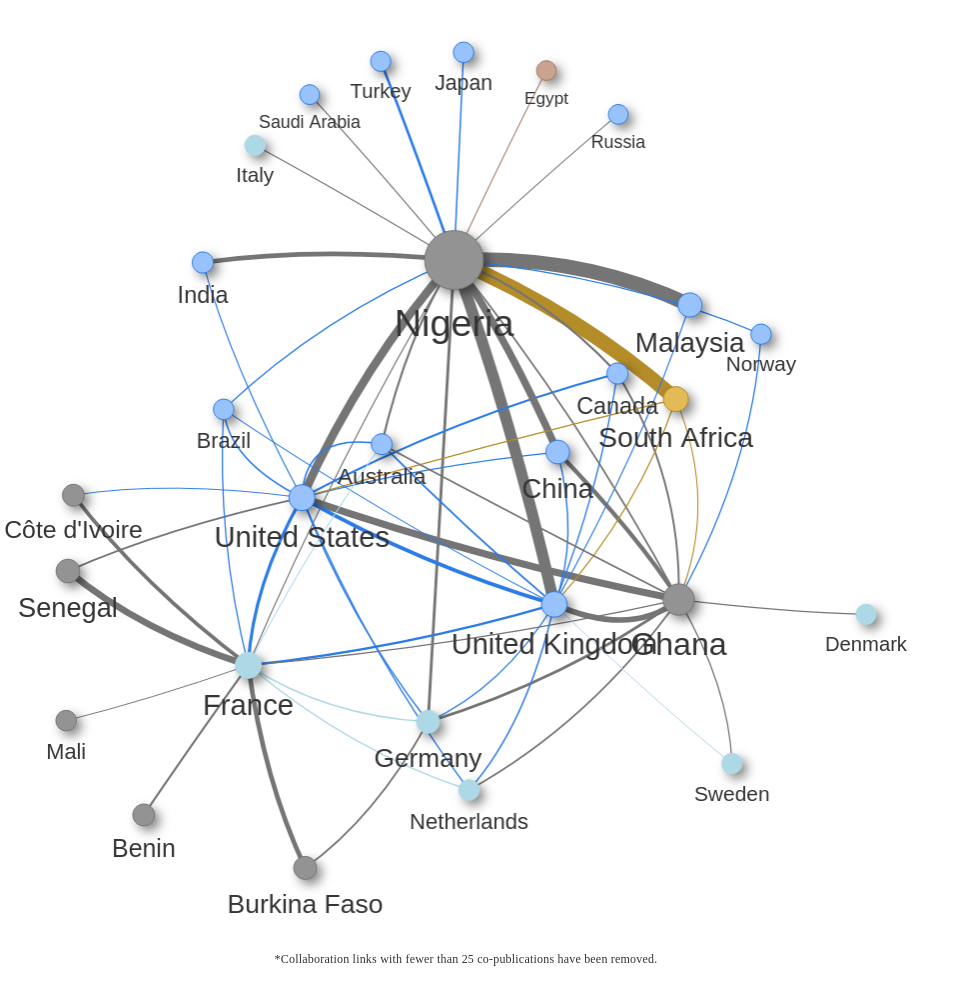 Japan
Turkey
Egypt
Saudi Arabia
Russia
Italy
India
Nigeria
Malaysia
Norway
Canada
Brazil
South Africa
Australia
China
Côte d'Ivoire
United States
Senegal
United Kingdom
Ghana
Denmark
France
Mali
Germany
Sweden
Netherlands
Benin
Burkina Faso
*Collaboration links with fewer than 25 co-publications have been removed.